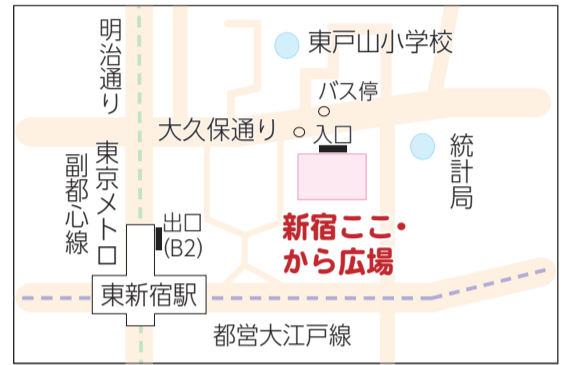 明治通り
東戸山小学校
バス停
大久保通り
入口
統計局
東京メトロ
副都心線
出口
(B2)
新宿ここ・
から広場
東新宿駅
都営大江戸線